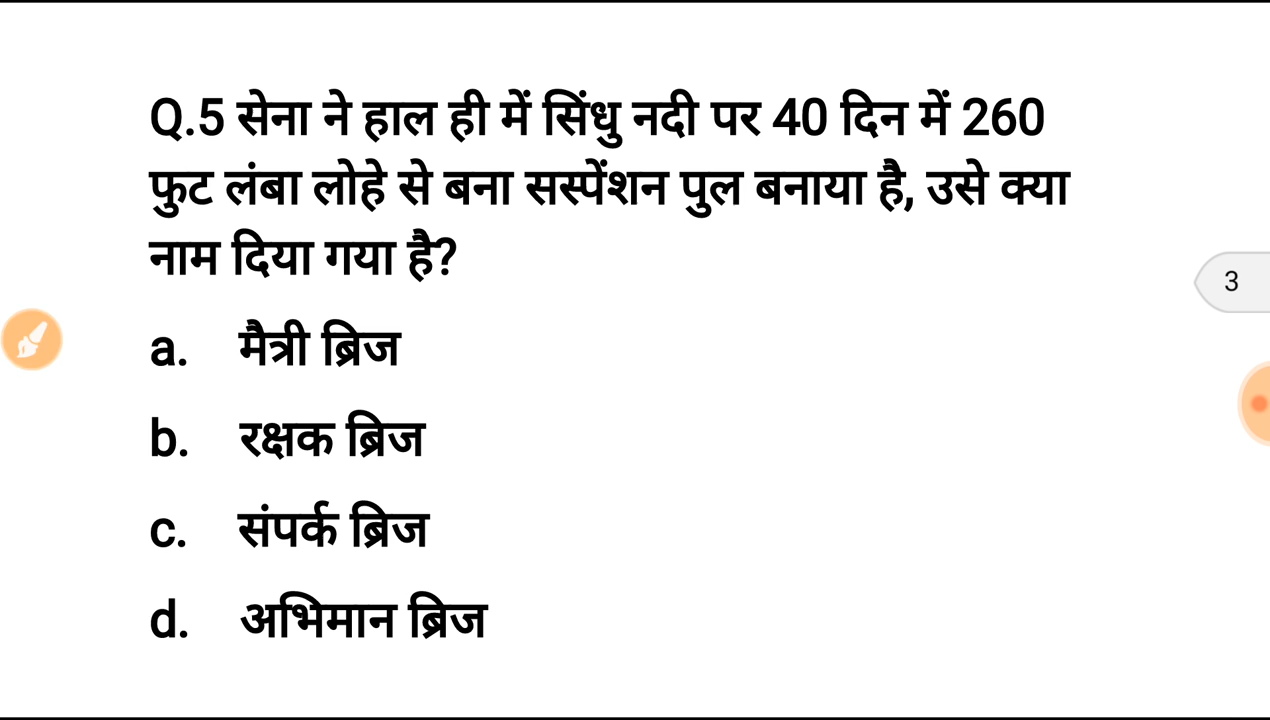 Q.5 सेना ने हाल ही में सिंधु नदी पर 40 दिन में 260
फुट लंबा लोहे से बना सस्पेंशन पुल बनाया है, उसे क्या
नाम दिया गया है?
3
a. मैत्री ब्रिज
b. रक्षक ब्रिज
c. संपर्क ब्रिज
d. अभिमान ब्रिज